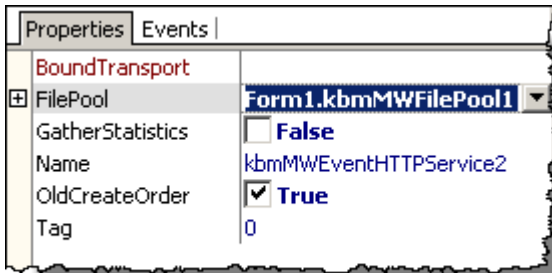 Properties Events
BoundTransport
FilePool Form1.kbmMWFilePool1
GatherStatistics False
Name kbmMWEventHTTPService2
OldCreateOrder True
Tag 0